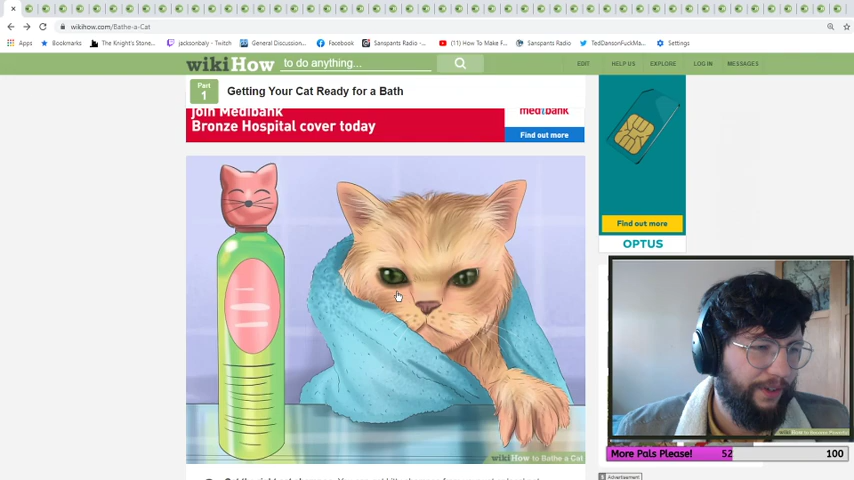 wikihow.com/Bathe-a-Cat
Apps
Bookmarks
The Knight's Stone...
jacksonbaly - Twitch
General Discussion...
Facebook
Sanspants Radio -...
(11) How To Make F...
Sanspants Radio
TedDansonFuckMa...
Settings
wikiHow
to do anything...
EDIT
HELP US
EXPLORE
LOG IN
MESSAGES
Part
1
Getting Your Cat Ready for a Bath
Join Medibank
Bronze Hospital cover today
medibank
Find out more
Find out more
OPTUS
wikiHow to Bathe a Cat
More Pals Please!
52
100
Advertisement